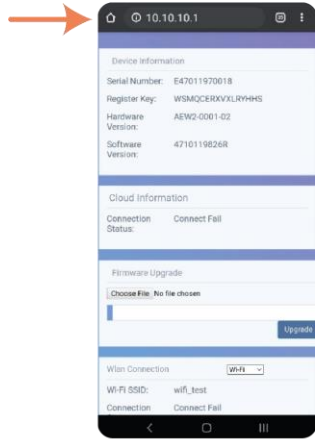 10.10.10.1
Device Information
Serial Number: E47011970018
Register Key: WSMQCERXVXLRYHHS
Hardware Version: AEW2-0001-02
Software Version: 4710119826R
Cloud Information
Connection Status: Connect Fail
Firmware Upgrade
Choose File No file chosen
Upgrade
Wlan Connection Wi-Fi
Wi-Fi SSID: wifi_test
Connection Connect Fail